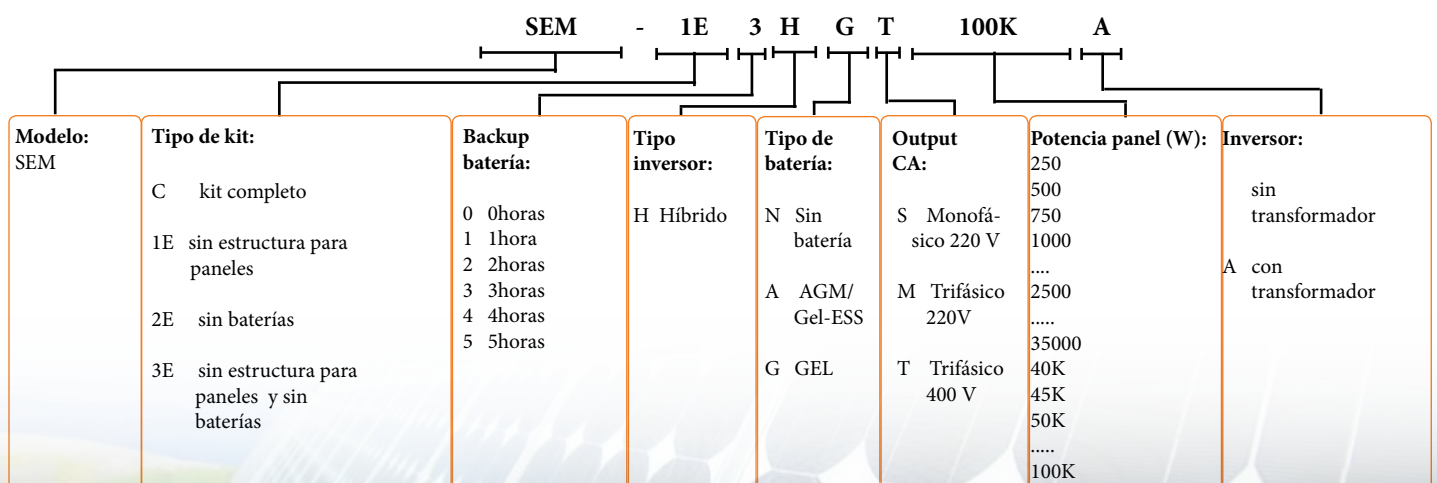 SEM - 1E 3 H G T 100K A
Modelo:
SEM
Tipo de kit:
C kit completo
1E sin estructura para
paneles
2E sin baterías
3E sin estructura para
paneles y sin
baterías
Backup
batería:
0 0horas
1 1hora
2 2horas
3 3horas
4 4horas
5 5horas
Tipo
inversor:
H Híbrido
Tipo de
batería:
N Sin
batería
A AGM/
Gel-ESS
G GEL
Output
CA:
S Monofá-
sico 220 V
M Trifásico
220V
T Trifásico
400 V
Potencia panel (W):
250
500
750
1000
....
2500
.....
35000
40K
45K
50K
.....
100K
Inversor:
sin
transformador
A con
transformador